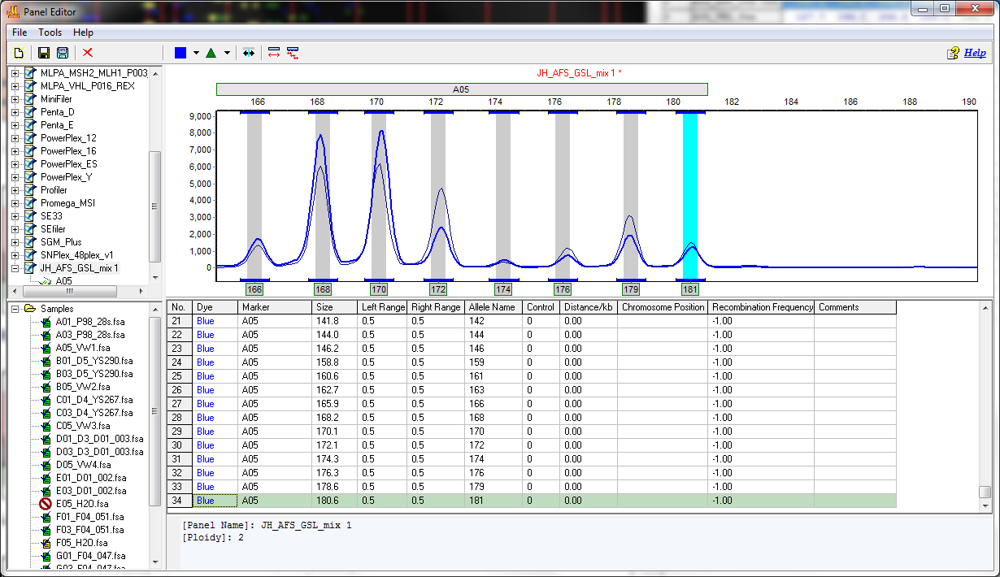 Panel Editor
File Tools Help
Help
MLPA_MSH2_MLH1_P003
MLPA_VHL_P016_REX
MiniFiler
Penta_D
Penta_E
PowerPlex_12
PowerPlex_16
PowerPlex_ES
PowerPlex_Y
Profiler
Promega_MSI
SE33
SEfiler
SGM_Plus
SNPlex_48plex_v1
JH_AFS_GSL_mix 1
A05
JH_AFS_GSL_mix 1 *
A05
166 168 170 172 174 176 178 180 182 184 186 188 190
9,000
8,000
7,000
6,000
5,000
4,000
3,000
2,000
1,000
0
166 168 170 172 174 176 179 181
Samples
A01_P98_28s.fsa
A03_P98_28s.fsa
A05_VW1.fsa
B01_D5_YS290.fsa
B03_D5_YS290.fsa
B05_VW2.fsa
C01_D4_YS267.fsa
C03_D4_YS267.fsa
C05_VW3.fsa
D01_D3_D01_003.fsa
D03_D3_D01_003.fsa
D05_VW4.fsa
E01_D01_002.fsa
E03_D01_002.fsa
E05_H2O.fsa
F01_F04_051.fsa
F03_F04_051.fsa
F05_H2O.fsa
G01_F04_047.fsa
G03_F04_047.fsa
No. Dye Marker Size Left Range Right Range Allele Name Control Distance/kb Chromosome Position Recombination Frequency Comments
21 Blue A05 141.8 0.5 0.5 142 0 0.00 -1.00
22 Blue A05 144.0 0.5 0.5 144 0 0.00 -1.00
23 Blue A05 146.2 0.5 0.5 146 0 0.00 -1.00
24 Blue A05 158.8 0.5 0.5 159 0 0.00 -1.00
25 Blue A05 160.6 0.5 0.5 161 0 0.00 -1.00
26 Blue A05 162.7 0.5 0.5 163 0 0.00 -1.00
27 Blue A05 165.9 0.5 0.5 166 0 0.00 -1.00
28 Blue A05 168.2 0.5 0.5 168 0 0.00 -1.00
29 Blue A05 170.1 0.5 0.5 170 0 0.00 -1.00
30 Blue A05 172.1 0.5 0.5 172 0 0.00 -1.00
31 Blue A05 174.3 0.5 0.5 174 0 0.00 -1.00
32 Blue A05 176.3 0.5 0.5 176 0 0.00 -1.00
33 Blue A05 178.6 0.5 0.5 179 0 0.00 -1.00
34 Blue A05 180.6 0.5 0.5 181 0 0.00 -1.00
[Panel Name]: JH_AFS_GSL_mix 1
[Ploidy]: 2